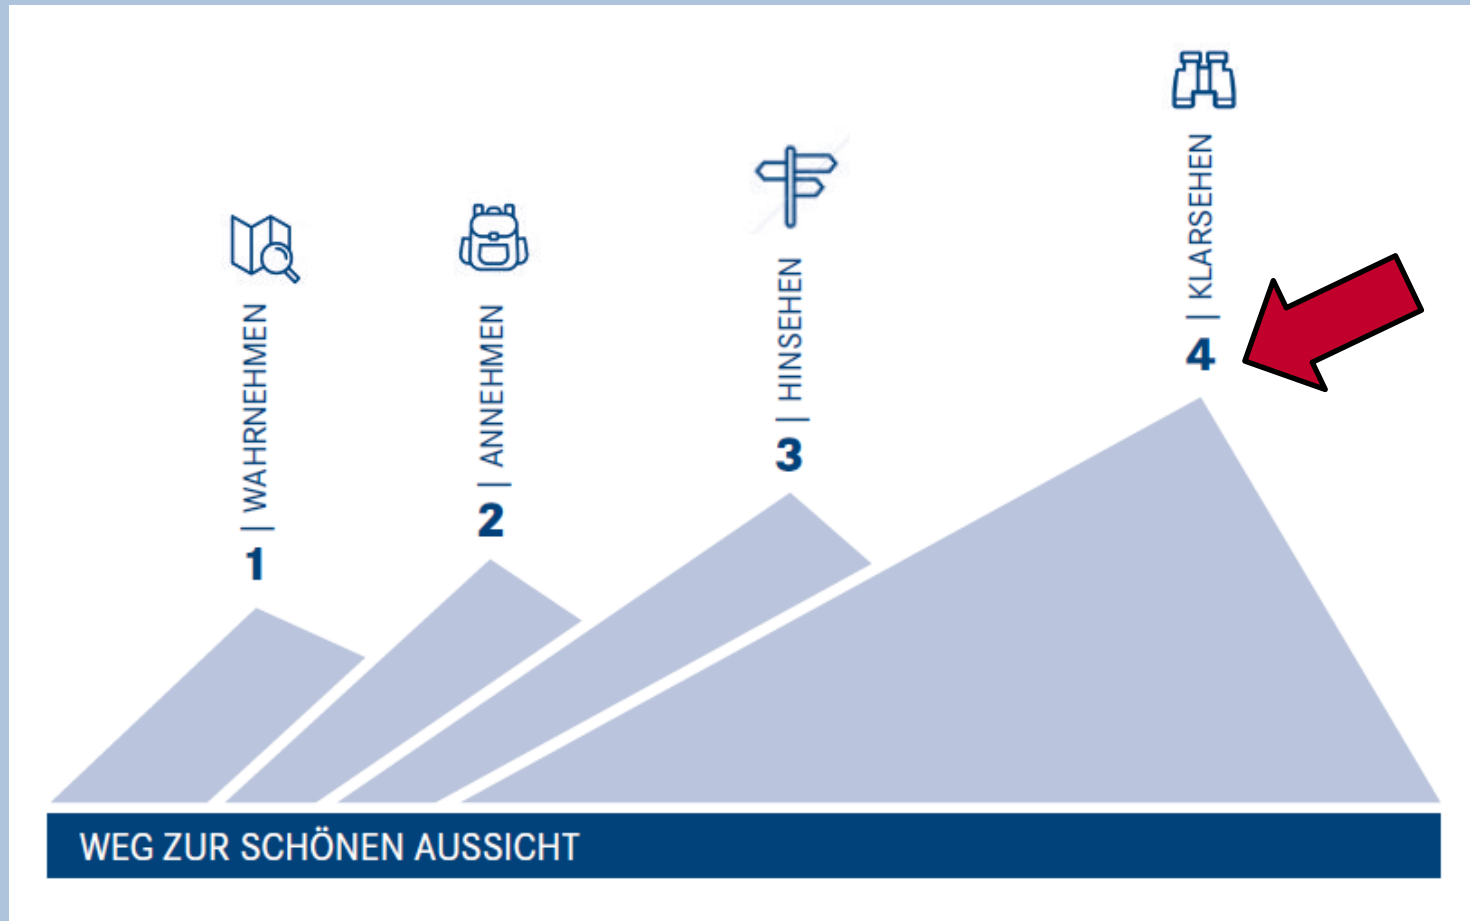 1 | WAHRNEHMEN
2 | ANNEHMEN
3 | HINSEHEN
4 | KLARSEHEN
WEG ZUR SCHÖNEN AUSSICHT